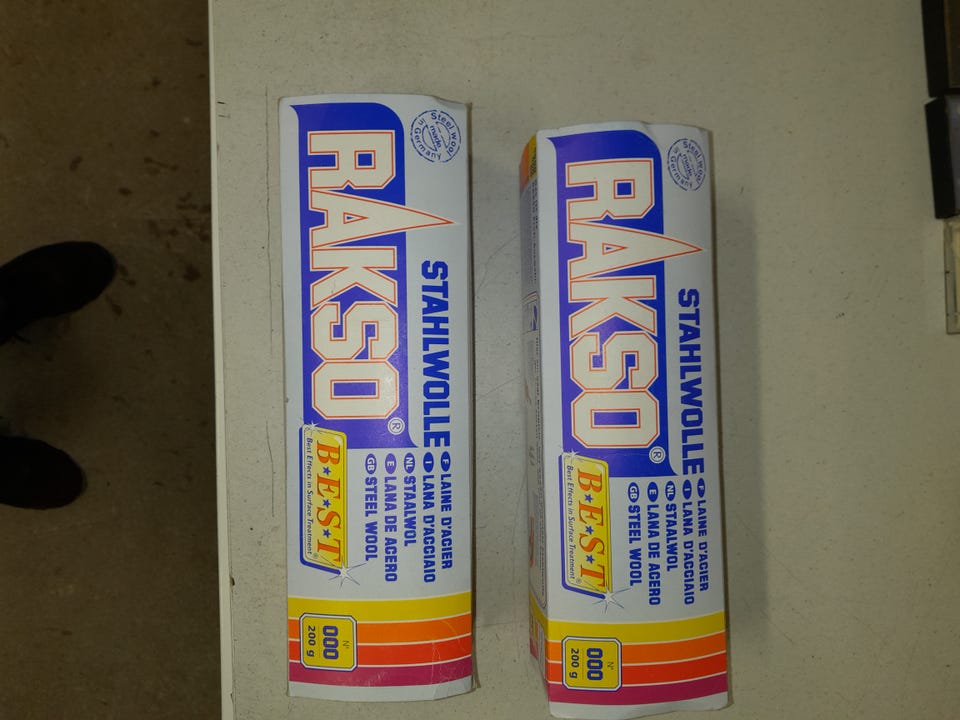 Steel wool
made
in Germany
RAKSO®
STAHLWOLLE
F LAINE D'ACIER
I LANA D'ACCIAIO
NL STAALWOL
E LANA DE ACERO
GB STEEL WOOL
B★E★S★T
Best Effects in Surface Treatment®
N°
000
200 g
Steel wool
made
in Germany
RAKSO®
STAHLWOLLE
F LAINE D'ACIER
I LANA D'ACCIAIO
NL STAALWOL
E LANA DE ACERO
GB STEEL WOOL
B★E★S★T
Best Effects in Surface Treatment®
N°
000
200 g